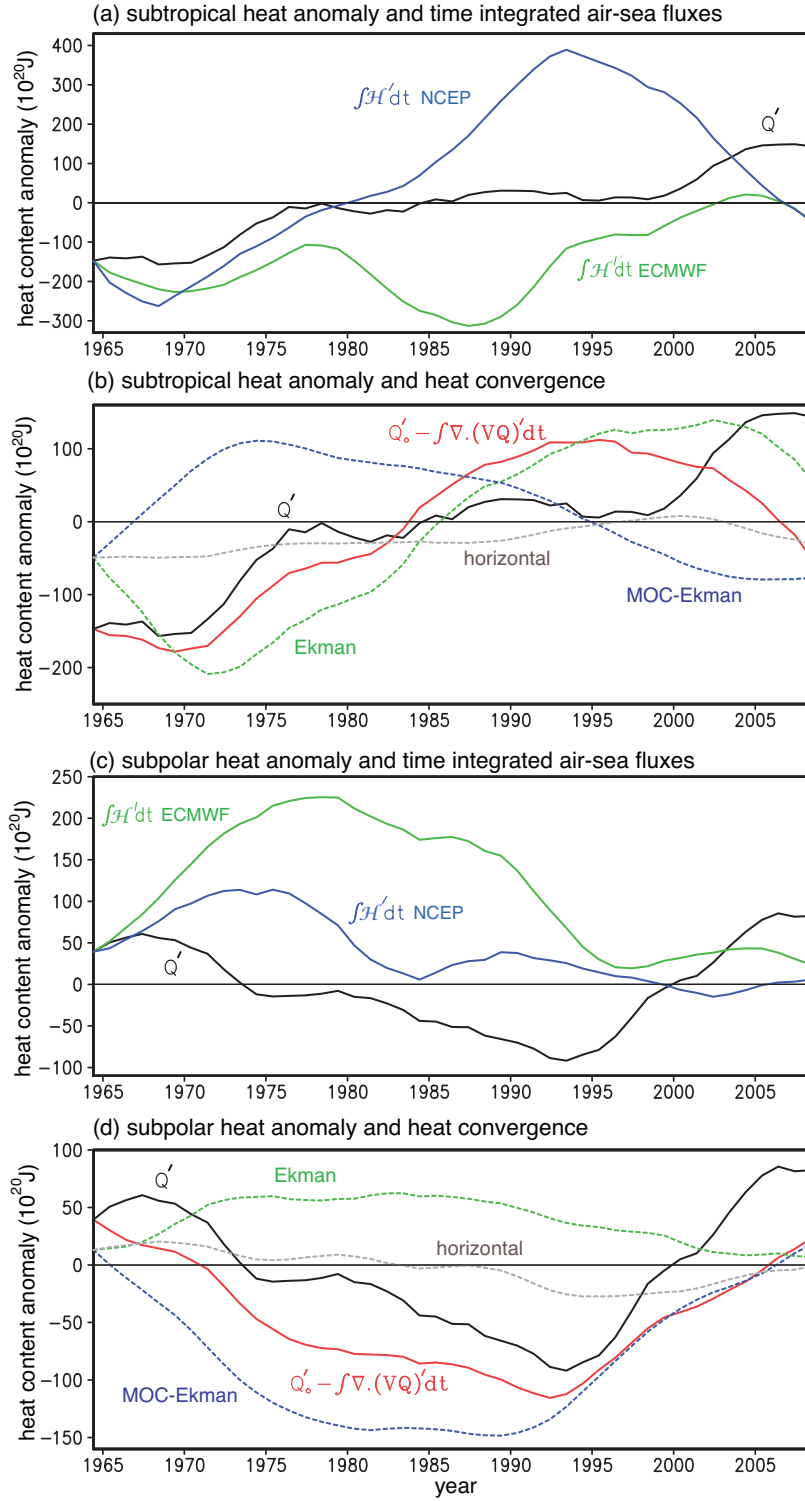 (a) subtropical heat anomaly and time integrated air-sea fluxes
heat content anomaly (10²⁰J)
400
300
200
100
0
−100
−200
−300
∫ℋ′dt NCEP
Q′
∫ℋ′dt ECMWF
1965 1970 1975 1980 1985 1990 1995 2000 2005
(b) subtropical heat anomaly and heat convergence
heat content anomaly (10²⁰J)
100
0
−100
−200
Q′₀ − ∫∇.(VQ)′dt
Q′
horizontal
MOC-Ekman
Ekman
1965 1970 1975 1980 1985 1990 1995 2000 2005
(c) subpolar heat anomaly and time integrated air-sea fluxes
heat content anomaly (10²⁰J)
250
200
150
100
50
0
−50
−100
∫ℋ′dt ECMWF
∫ℋ′dt NCEP
Q′
1965 1970 1975 1980 1985 1990 1995 2000 2005
(d) subpolar heat anomaly and heat convergence
heat content anomaly (10²⁰J)
100
50
0
−50
−100
−150
Q′
Ekman
horizontal
MOC-Ekman
Q′₀ − ∫∇.(VQ)′dt
1965 1970 1975 1980 1985 1990 1995 2000 2005
year